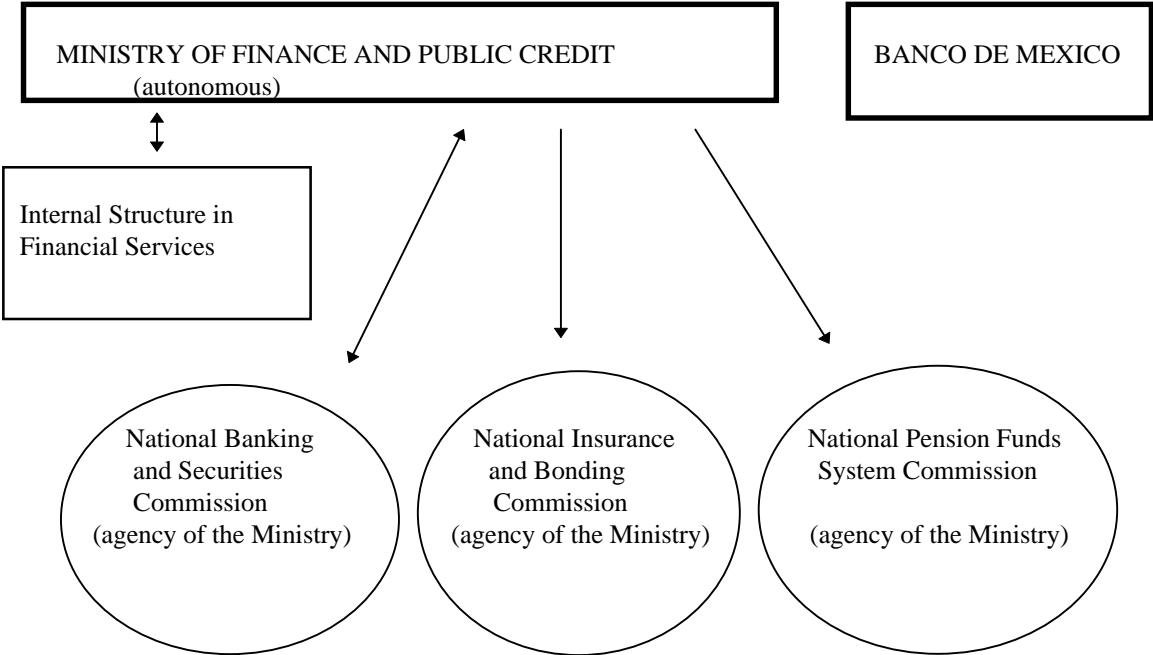 MINISTRY OF FINANCE AND PUBLIC CREDIT
(autonomous)
BANCO DE MEXICO
Internal Structure in
Financial Services
National Banking
and Securities
Commission
(agency of the Ministry)
National Insurance
and Bonding
Commission
(agency of the Ministry)
National Pension Funds
System Commission
(agency of the Ministry)